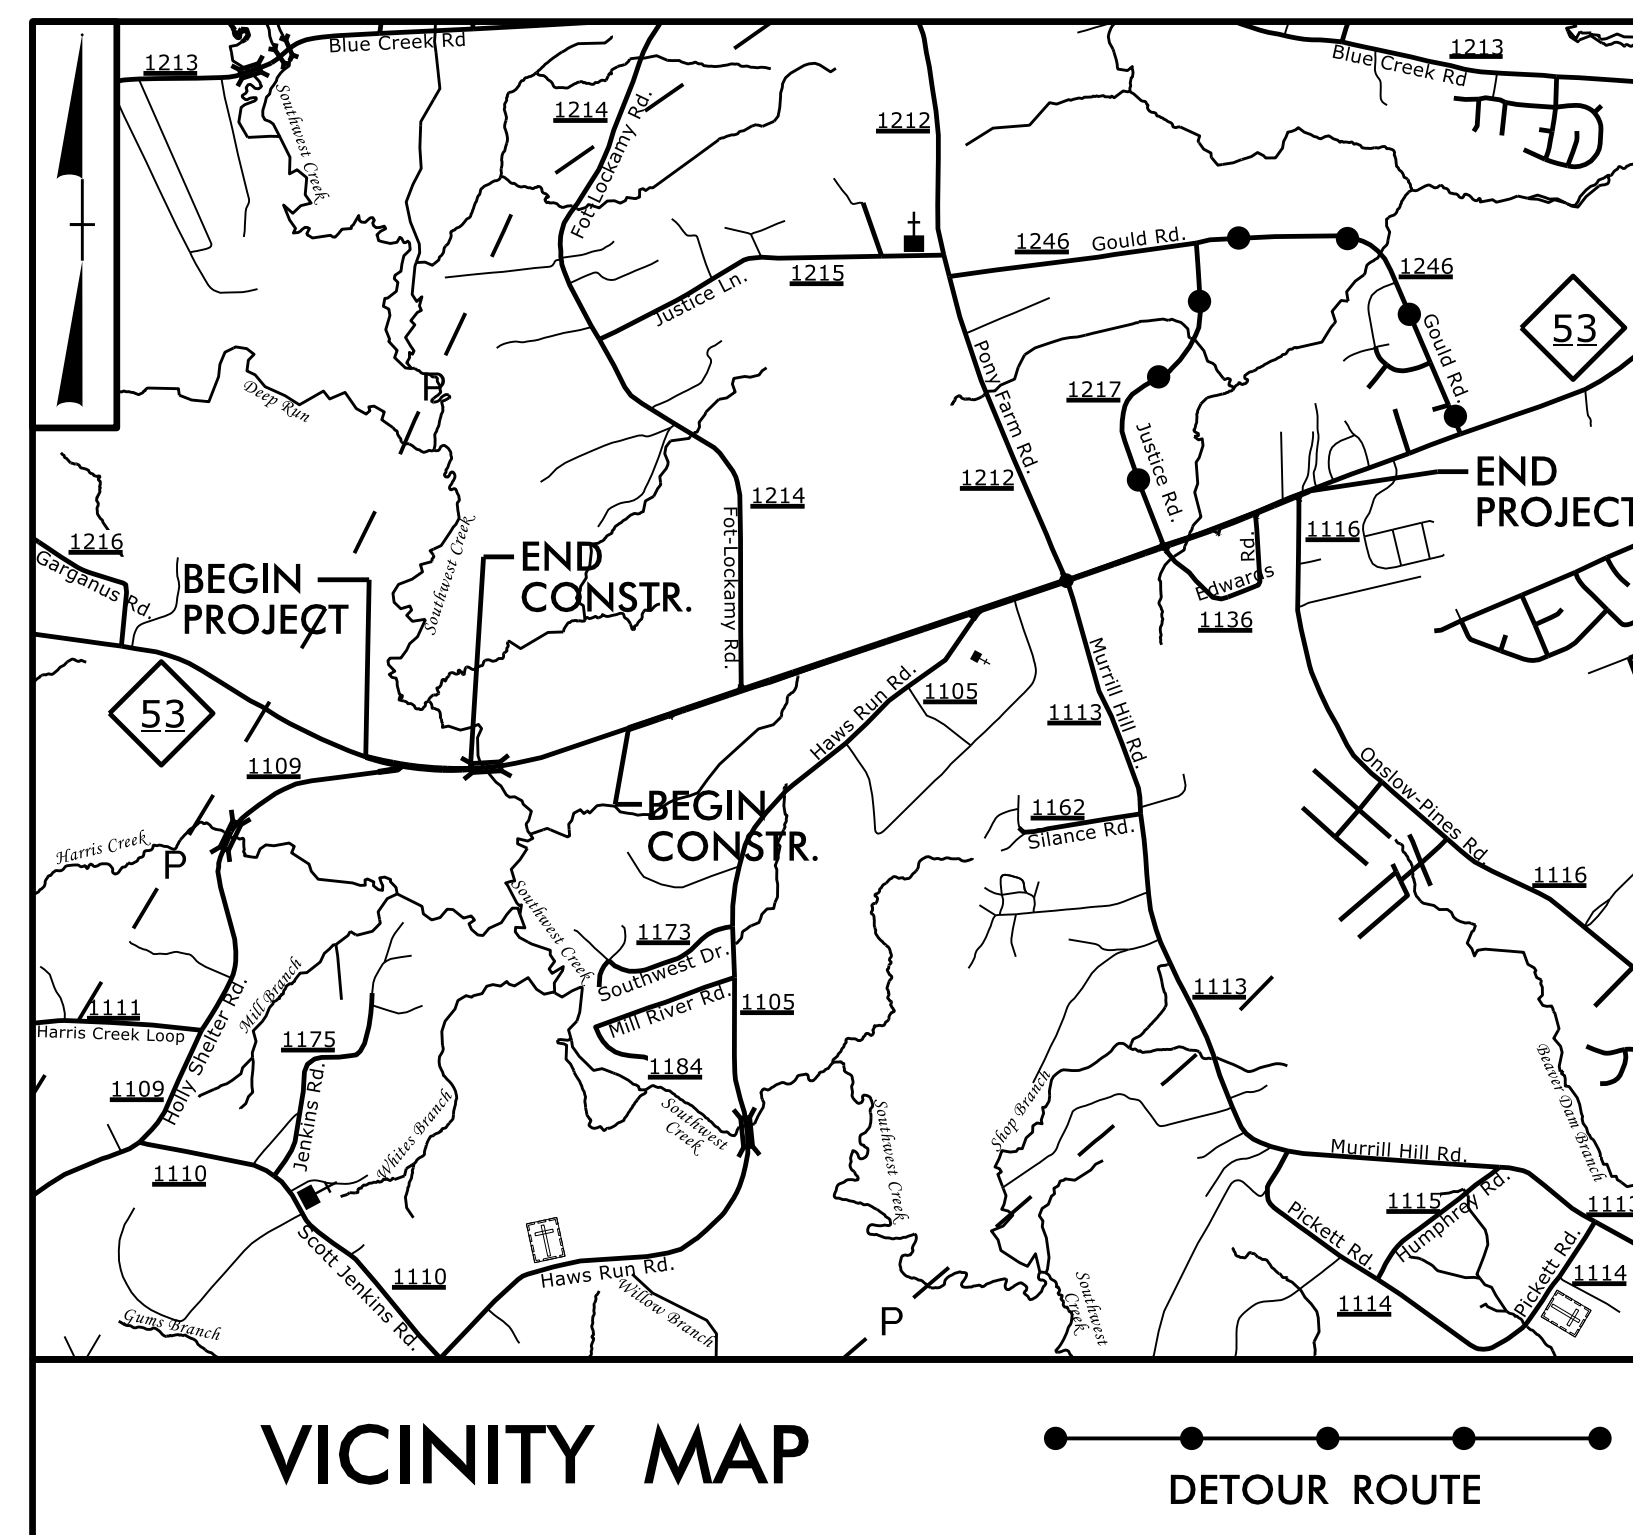 1213
Blue Creek Rd
Blue Creek Rd
1213
Southwest Creek
1214
Fot-Lockamy Rd.
1212
1246
Gould Rd.
1246
53
Justice Ln.
1215
Gould Rd.
Pony Farm Rd.
1217
Deep Run
P
Justice Rd.
1212
END
PROJECT
1214
Fot-Lockamy Rd.
1216
Garganus Rd.
BEGIN
PROJECT
Southwest Creek
END
CONSTR.
1116
Edwards Rd.
1136
53
Haws Run Rd.
1105
Murrill Hill Rd.
1113
1109
Onslow-Pines Rd.
BEGIN
CONSTR.
1162
Silance Rd.
Harris Creek
P
1116
Southwest Creek
1173
Southwest Dr.
Mill Branch
1113
1111
Harris Creek Loop
Holly Shelter Rd.
1175
Mill River Rd.
1105
1184
1109
Jenkins Rd.
Whites Branch
Southwest
Creek
Southwest Creek
Shop Branch
Beaver Dam Branch
1110
Murrill Hill Rd.
1115
Humphrey Rd.
1113
Pickett Rd.
Pickett Rd.
1114
Scott Jenkins Rd.
1110
Haws Run Rd.
Willow Branch
Southwest
Creek
1114
Gums Branch
P
VICINITY MAP
DETOUR ROUTE